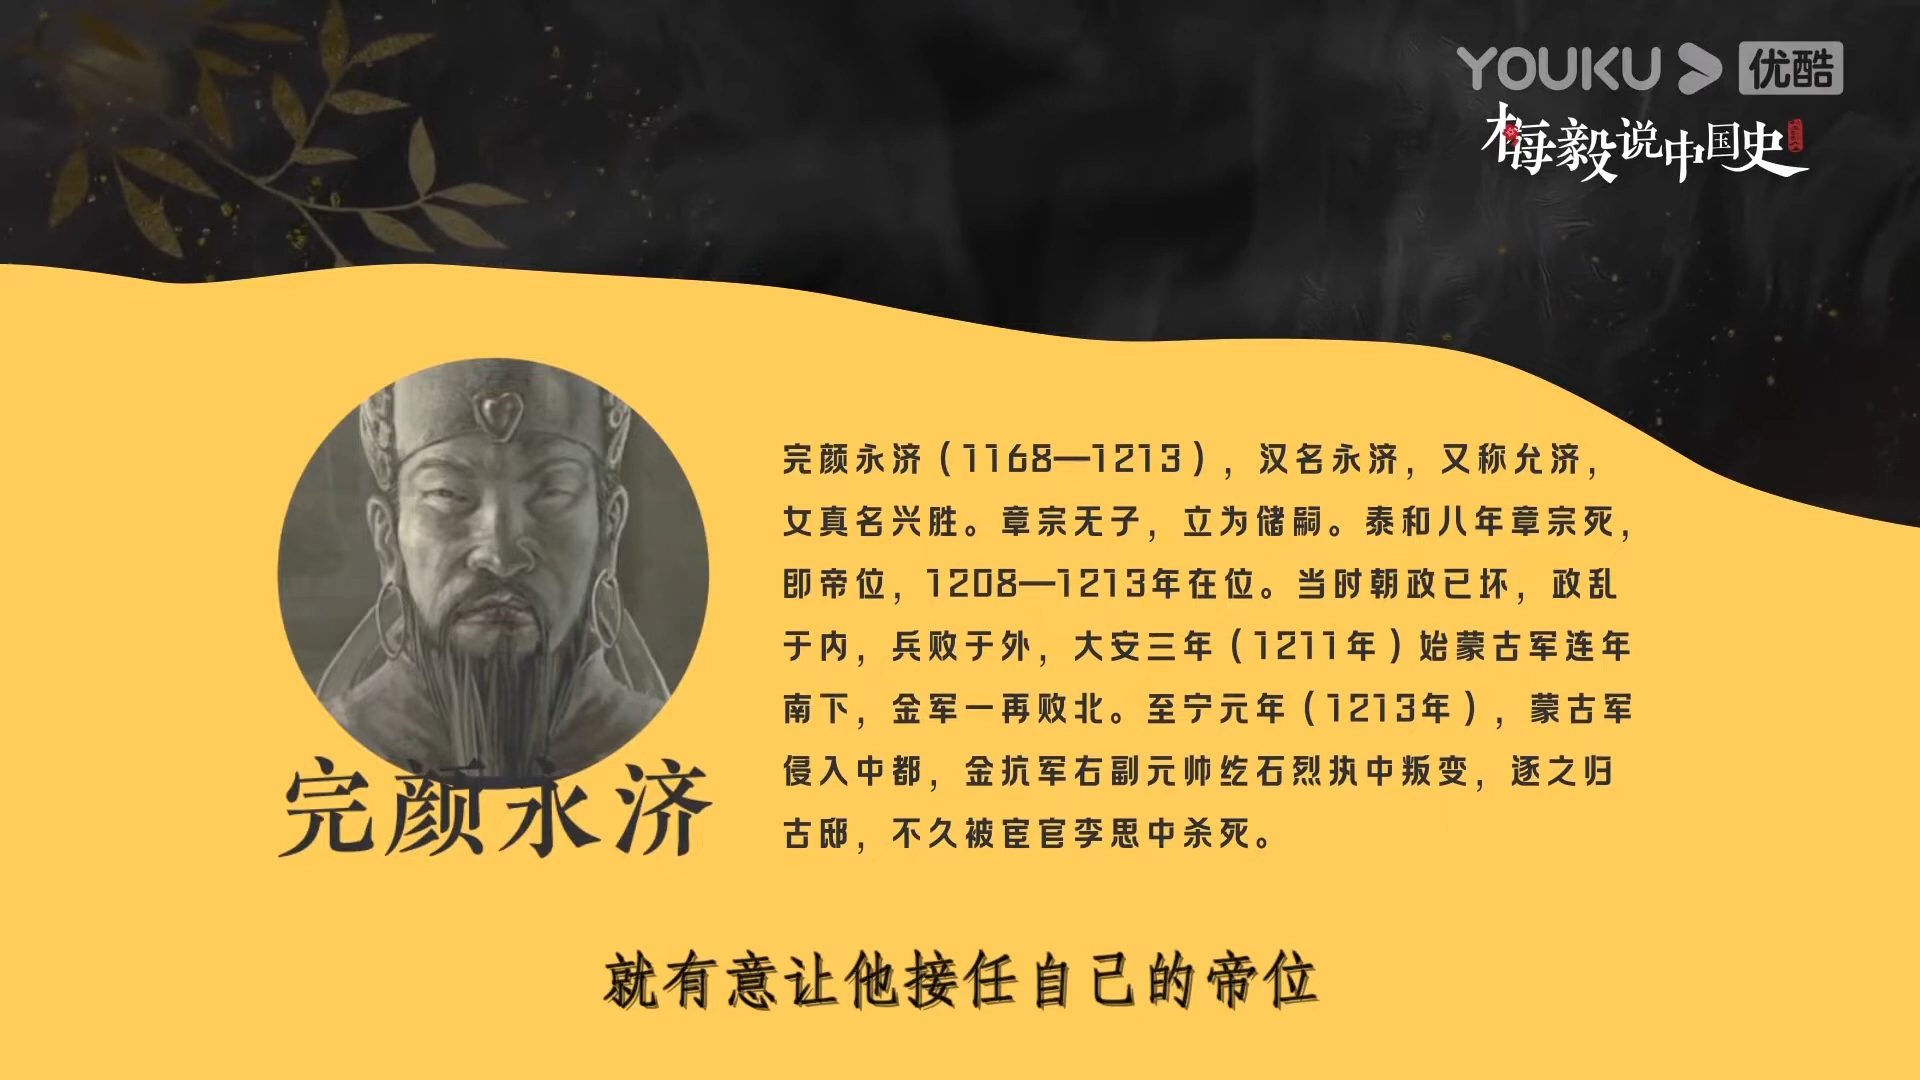 YOUKU 优酷
梅毅说中国史
完颜永济（1168—1213），汉名永济，又称允济，
女真名兴胜。章宗无子，立为储嗣。泰和八年章宗死，
即帝位，1208—1213年在位。当时朝政已坏，政乱
于内，兵败于外，大安三年（1211年）始蒙古军连年
南下，金军一再败北。至宁元年（1213年），蒙古军
侵入中都，金抗军右副元帅纥石烈执中叛变，逐之归
古邸，不久被宦官李思中杀死。
完颜永济
就有意让他接任自己的帝位